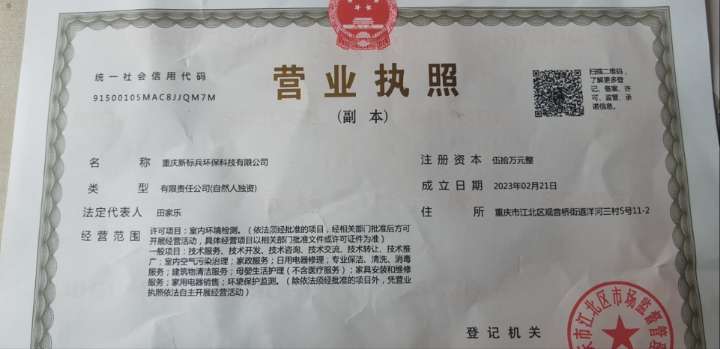 统一社会信用代码
91500105MAC8JJQM7M
营业执照
(副 本)
扫描二维码,
了解更多登
记、备案、许
可、监管、承
诺信息。
名称 重庆新标兵环保科技有限公司
类型 有限责任公司(自然人独资)
法定代表人 田家乐
经营范围 许可项目:室内环境检测。(依法须经批准的项目,经相关部门批准后方可
开展经营活动,具体经营项目以相关部门批准文件或许可证件为准)
一般项目:技术服务、技术开发、技术咨询、技术交流、技术转让、技术推
广;室内空气污染治理;家政服务;日用电器修理;专业保洁、清洗、消毒
服务;建筑物清洁服务;母婴生活护理(不含医疗服务);家具安装和维修
服务;家用电器销售;环境保护监测。(除依法须经批准的项目外,凭营业
执照依法自主开展经营活动)
注册资本 伍拾万元整
成立日期 2023年02月21日
住所 重庆市江北区观音桥街道洋河三村5号11-2
登记机关
庆市江北区市场监督管